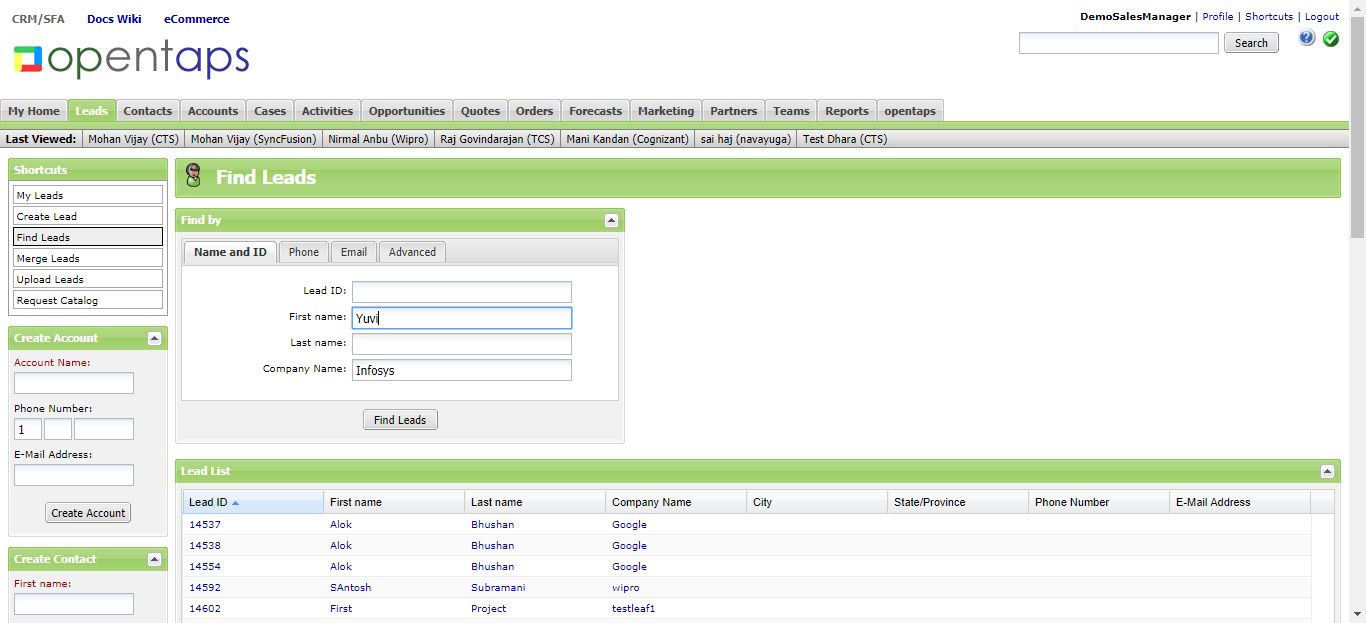 CRM/SFA Docs Wiki eCommerce
DemoSalesManager | Profile | Shortcuts | Logout
opentaps
Search
My Home Leads Contacts Accounts Cases Activities Opportunities Quotes Orders Forecasts Marketing Partners Teams Reports opentaps
Last Viewed: Mohan Vijay (CTS) Mohan Vijay (SyncFusion) Nirmal Anbu (Wipro) Raj Govindarajan (TCS) Mani Kandan (Cognizant) sai haj (navayuga) Test Dhara (CTS)
Shortcuts
My Leads
Create Lead
Find Leads
Merge Leads
Upload Leads
Request Catalog
Create Account
Account Name:
Phone Number:
1
E-Mail Address:
Create Account
Create Contact
First name:
Find Leads
Find by
Name and ID Phone Email Advanced
Lead ID:
First name: Yuvi
Last name:
Company Name: Infosys
Find Leads
Lead List
Lead ID First name Last name Company Name City State/Province Phone Number E-Mail Address
14537 Alok Bhushan Google
14538 Alok Bhushan Google
14554 Alok Bhushan Google
14592 SAntosh Subramani wipro
14602 First Project testleaf1